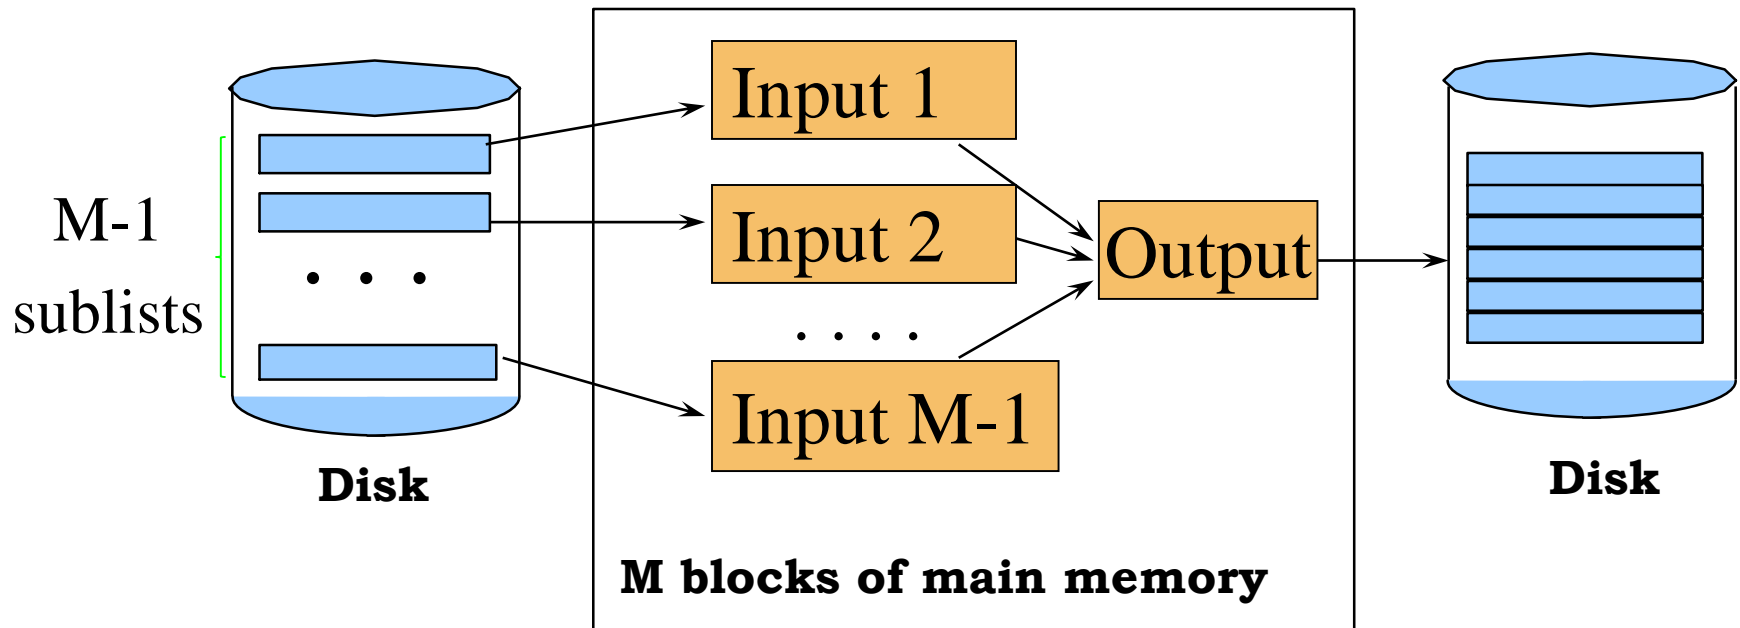 M-1
sublists
. . .
Disk
Input 1
Input 2
. . . .
Input M-1
Output
M blocks of main memory
Disk